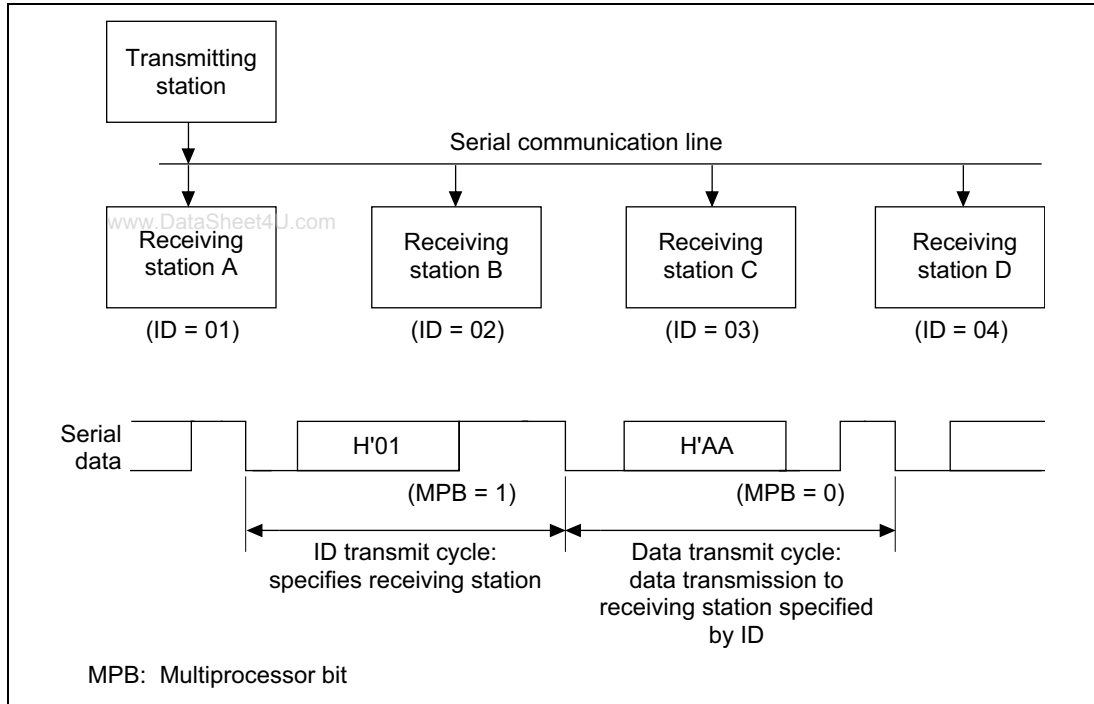 Transmitting
station
Serial communication line
www.DataSheet4U.com
Receiving
station A
Receiving
station B
Receiving
station C
Receiving
station D
(ID = 01)
(ID = 02)
(ID = 03)
(ID = 04)
Serial
data
H'01
H'AA
(MPB = 1)
(MPB = 0)
ID transmit cycle:
specifies receiving station
Data transmit cycle:
data transmission to
receiving station specified
by ID
MPB: Multiprocessor bit